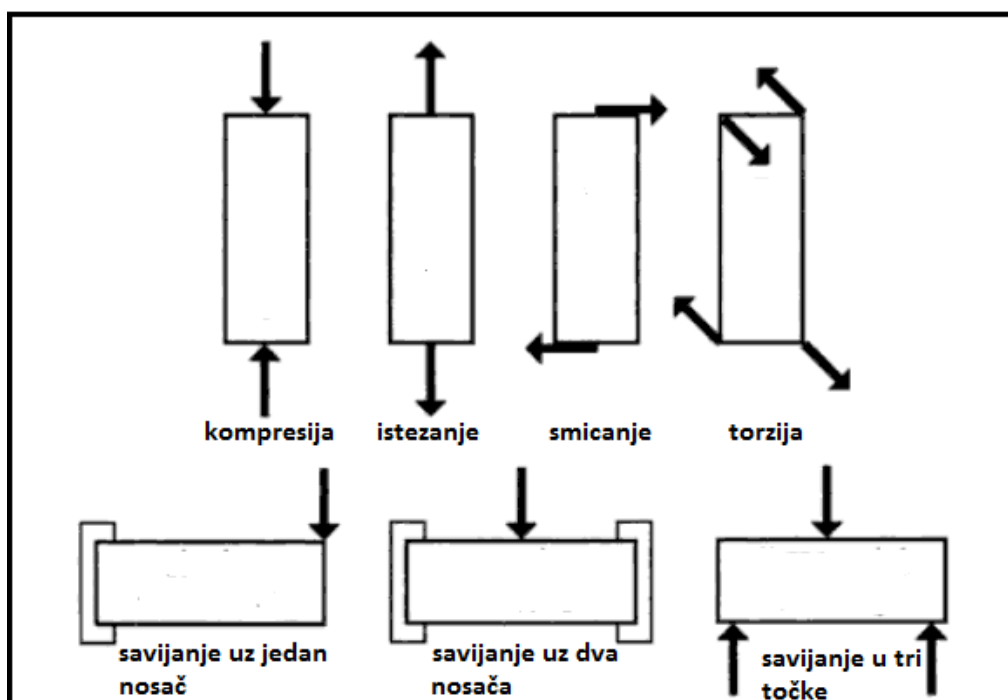 kompresija
istezanje
smicanje
torzija
savijanje uz jedan
nosač
savijanje uz dva
nosača
savijanje u tri
točke